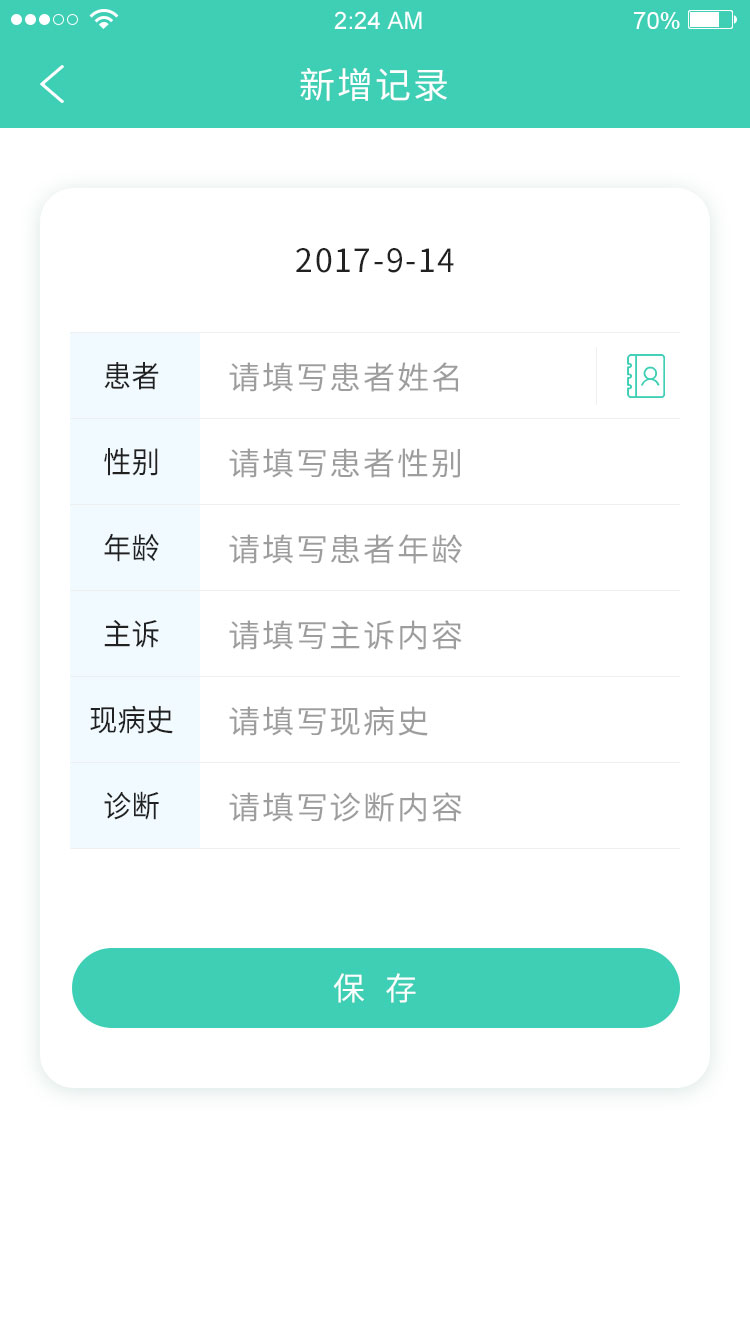 2:24 AM
70%
新增记录
2017-9-14
患者 请填写患者姓名
性别 请填写患者性别
年龄 请填写患者年龄
主诉 请填写主诉内容
现病史 请填写现病史
诊断 请填写诊断内容
保 存